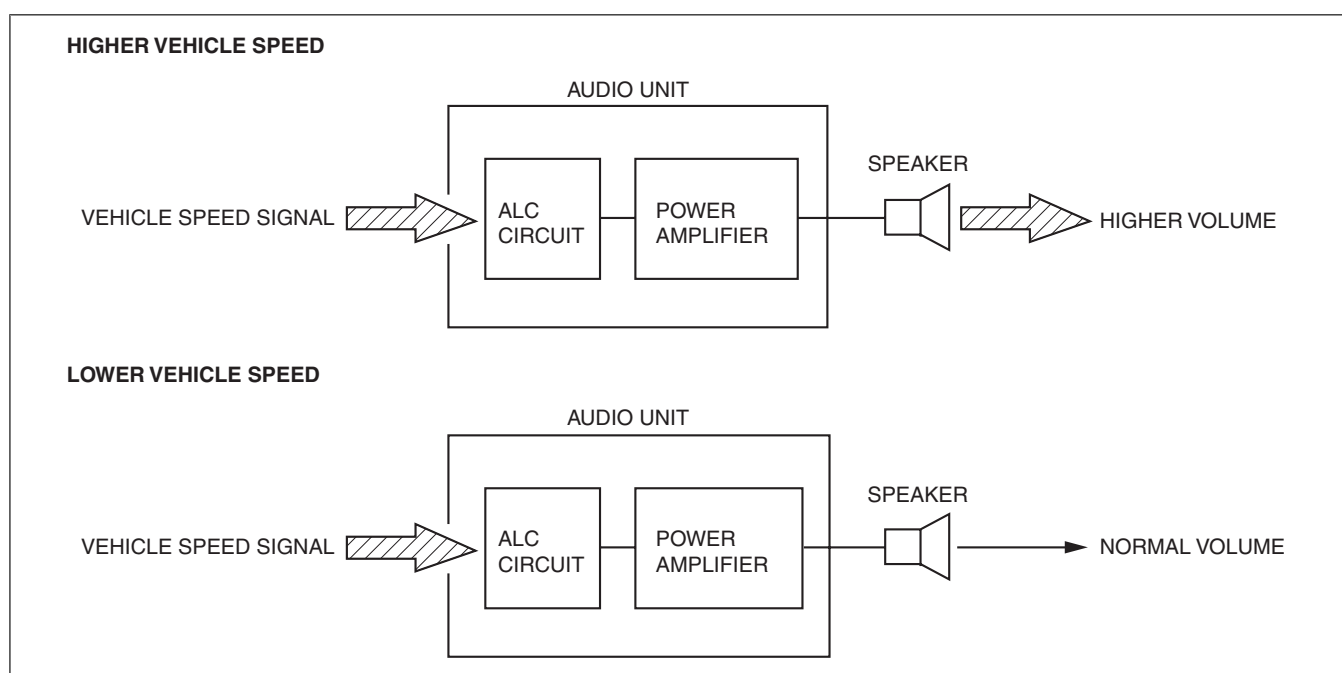 HIGHER VEHICLE SPEED
AUDIO UNIT
SPEAKER
VEHICLE SPEED SIGNAL
ALC
CIRCUIT
POWER
AMPLIFIER
HIGHER VOLUME
LOWER VEHICLE SPEED
AUDIO UNIT
SPEAKER
VEHICLE SPEED SIGNAL
ALC
CIRCUIT
POWER
AMPLIFIER
NORMAL VOLUME